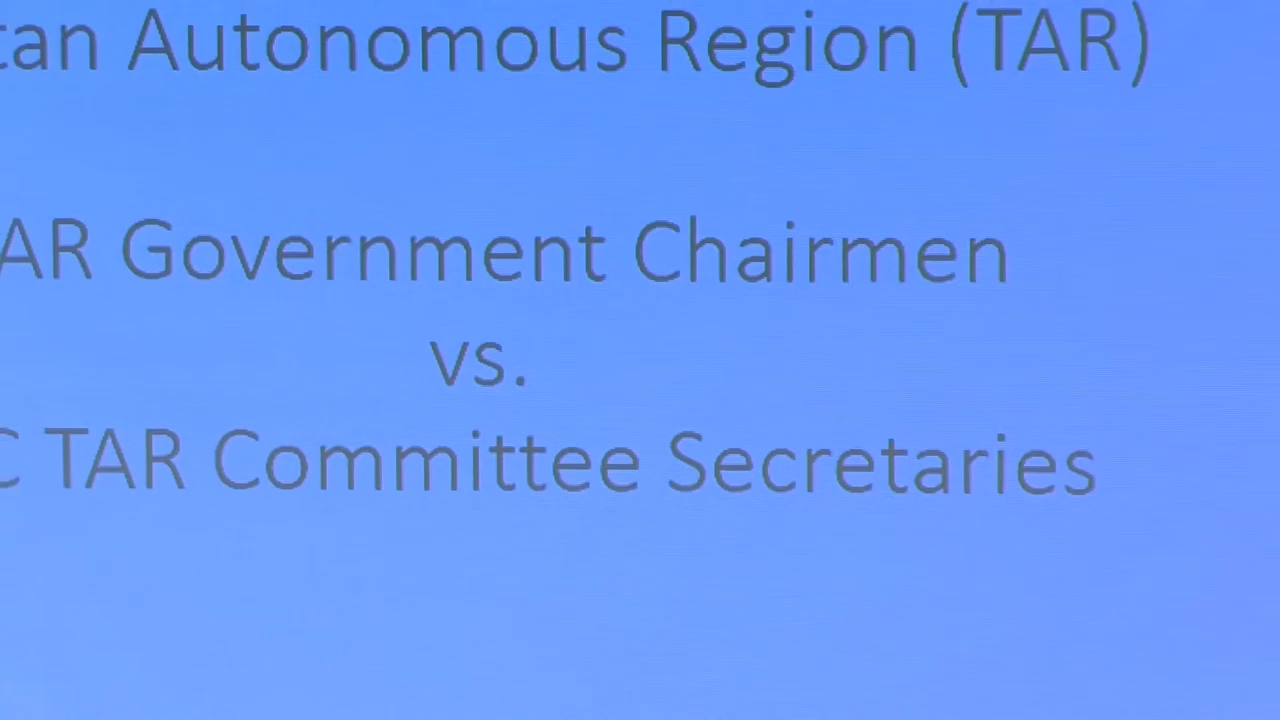 tan Autonomous Region (TAR)
AR Government Chairmen
vs.
C TAR Committee Secretaries